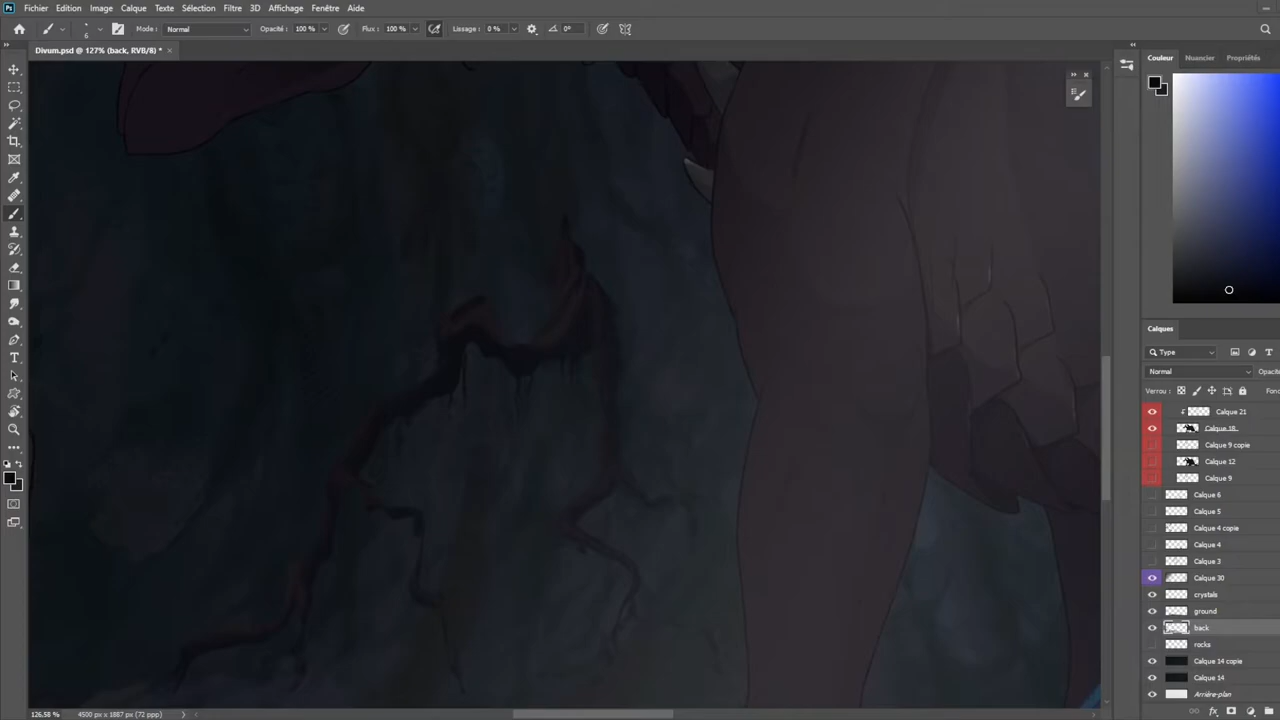 Fichier Edition Image Calque Texte Sélection Filtre 3D Affichage Fenêtre Aide
6 Mode : Normal Opacité : 100 % Flux : 100 % Lissage : 0 % 0°
Divum.psd @ 127% (back, RVB/8) *
Couleur Nuancier Propriétés
Calques
Type
Normal Opacité
Verrou : Fond
Calque 21
Calque 18
Calque 9 copie
Calque 12
Calque 9
Calque 6
Calque 5
Calque 4 copie
Calque 4
Calque 3
Calque 30
crystals
ground
back
rocks
Calque 14 copie
Calque 14
Arrière-plan
126,58 % 4500 px x 1887 px (72 ppp)